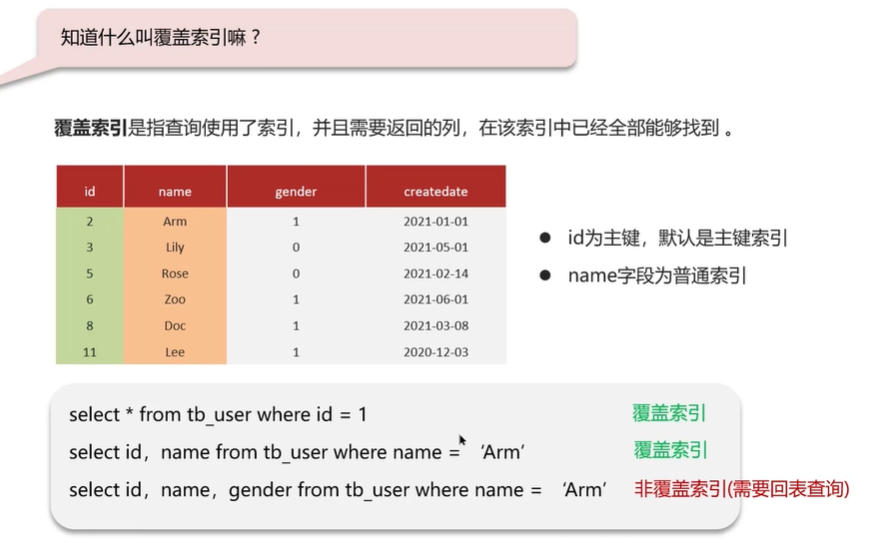 知道什么叫覆盖索引嘛？
覆盖索引是指查询使用了索引，并且需要返回的列，在该索引中已经全部能够找到 。
id name gender createdate
2 Arm 1 2021-01-01
3 Lily 0 2021-05-01
5 Rose 0 2021-02-14
6 Zoo 1 2021-06-01
8 Doc 1 2021-03-08
11 Lee 1 2020-12-03
● id为主键，默认是主键索引
● name字段为普通索引
select * from tb_user where id = 1 覆盖索引
select id，name from tb_user where name = ‘Arm’ 覆盖索引
select id，name，gender from tb_user where name = ‘Arm’ 非覆盖索引(需要回表查询)